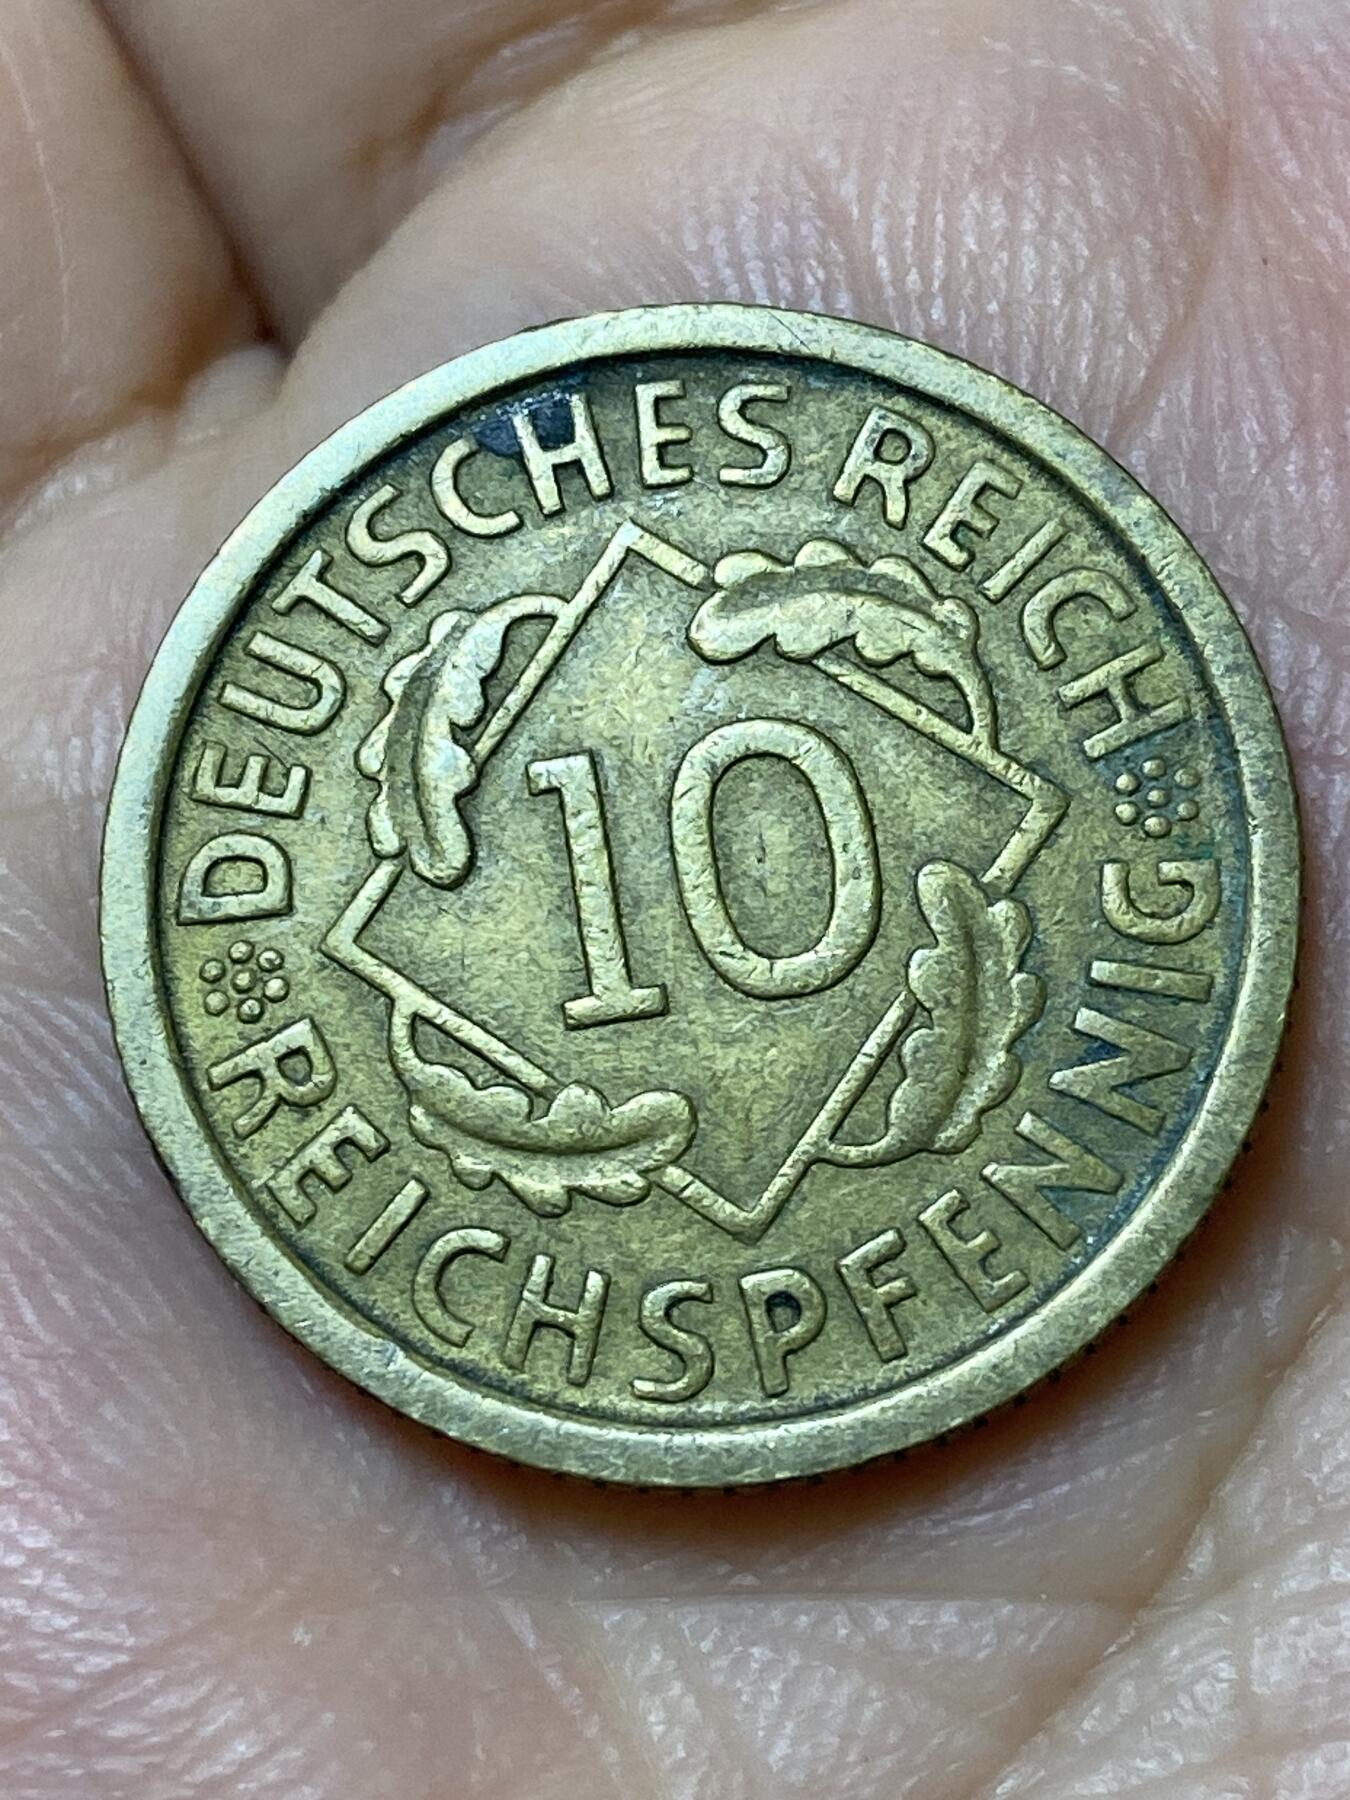 DEUTSCHES REICH
REICHSPFENNIG
10